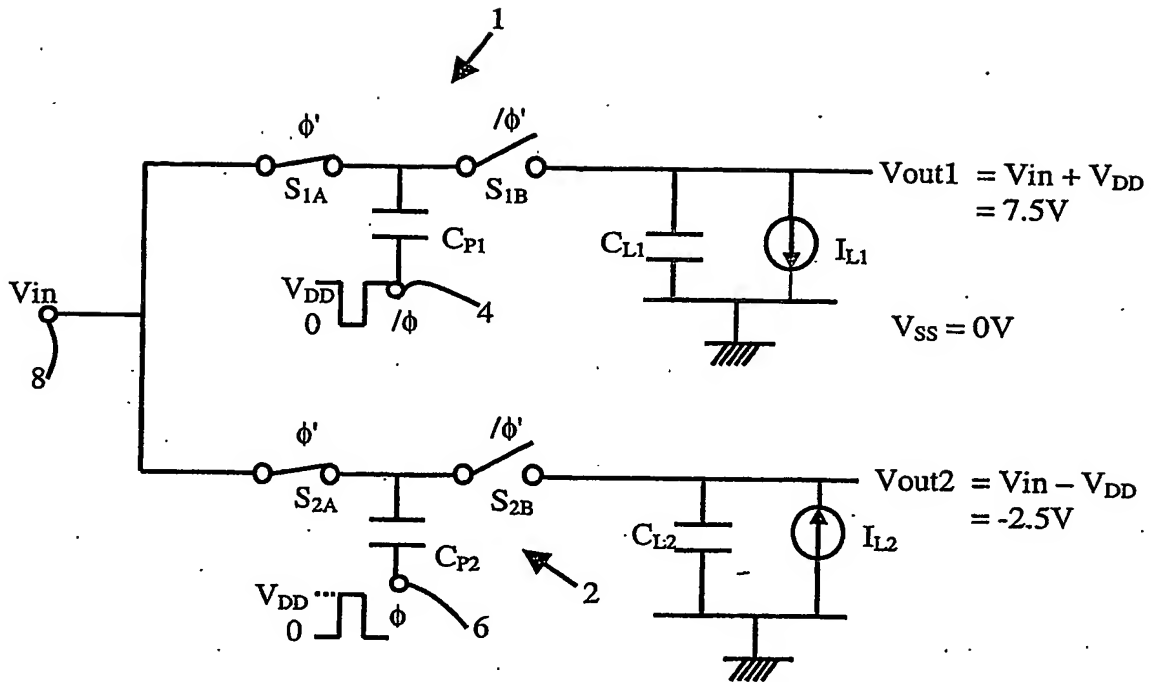 1
ϕ'
/ϕ'
S1A
S1B
Vout1 = Vin + VDD
= 7.5V
CP1
CL1
IL1
Vin
VDD
0
/ϕ
4
VSS = 0V
8
ϕ'
/ϕ'
S2A
S2B
Vout2 = Vin – VDD
= -2.5V
CP2
CL2
IL2
VDD
0
ϕ
6
2